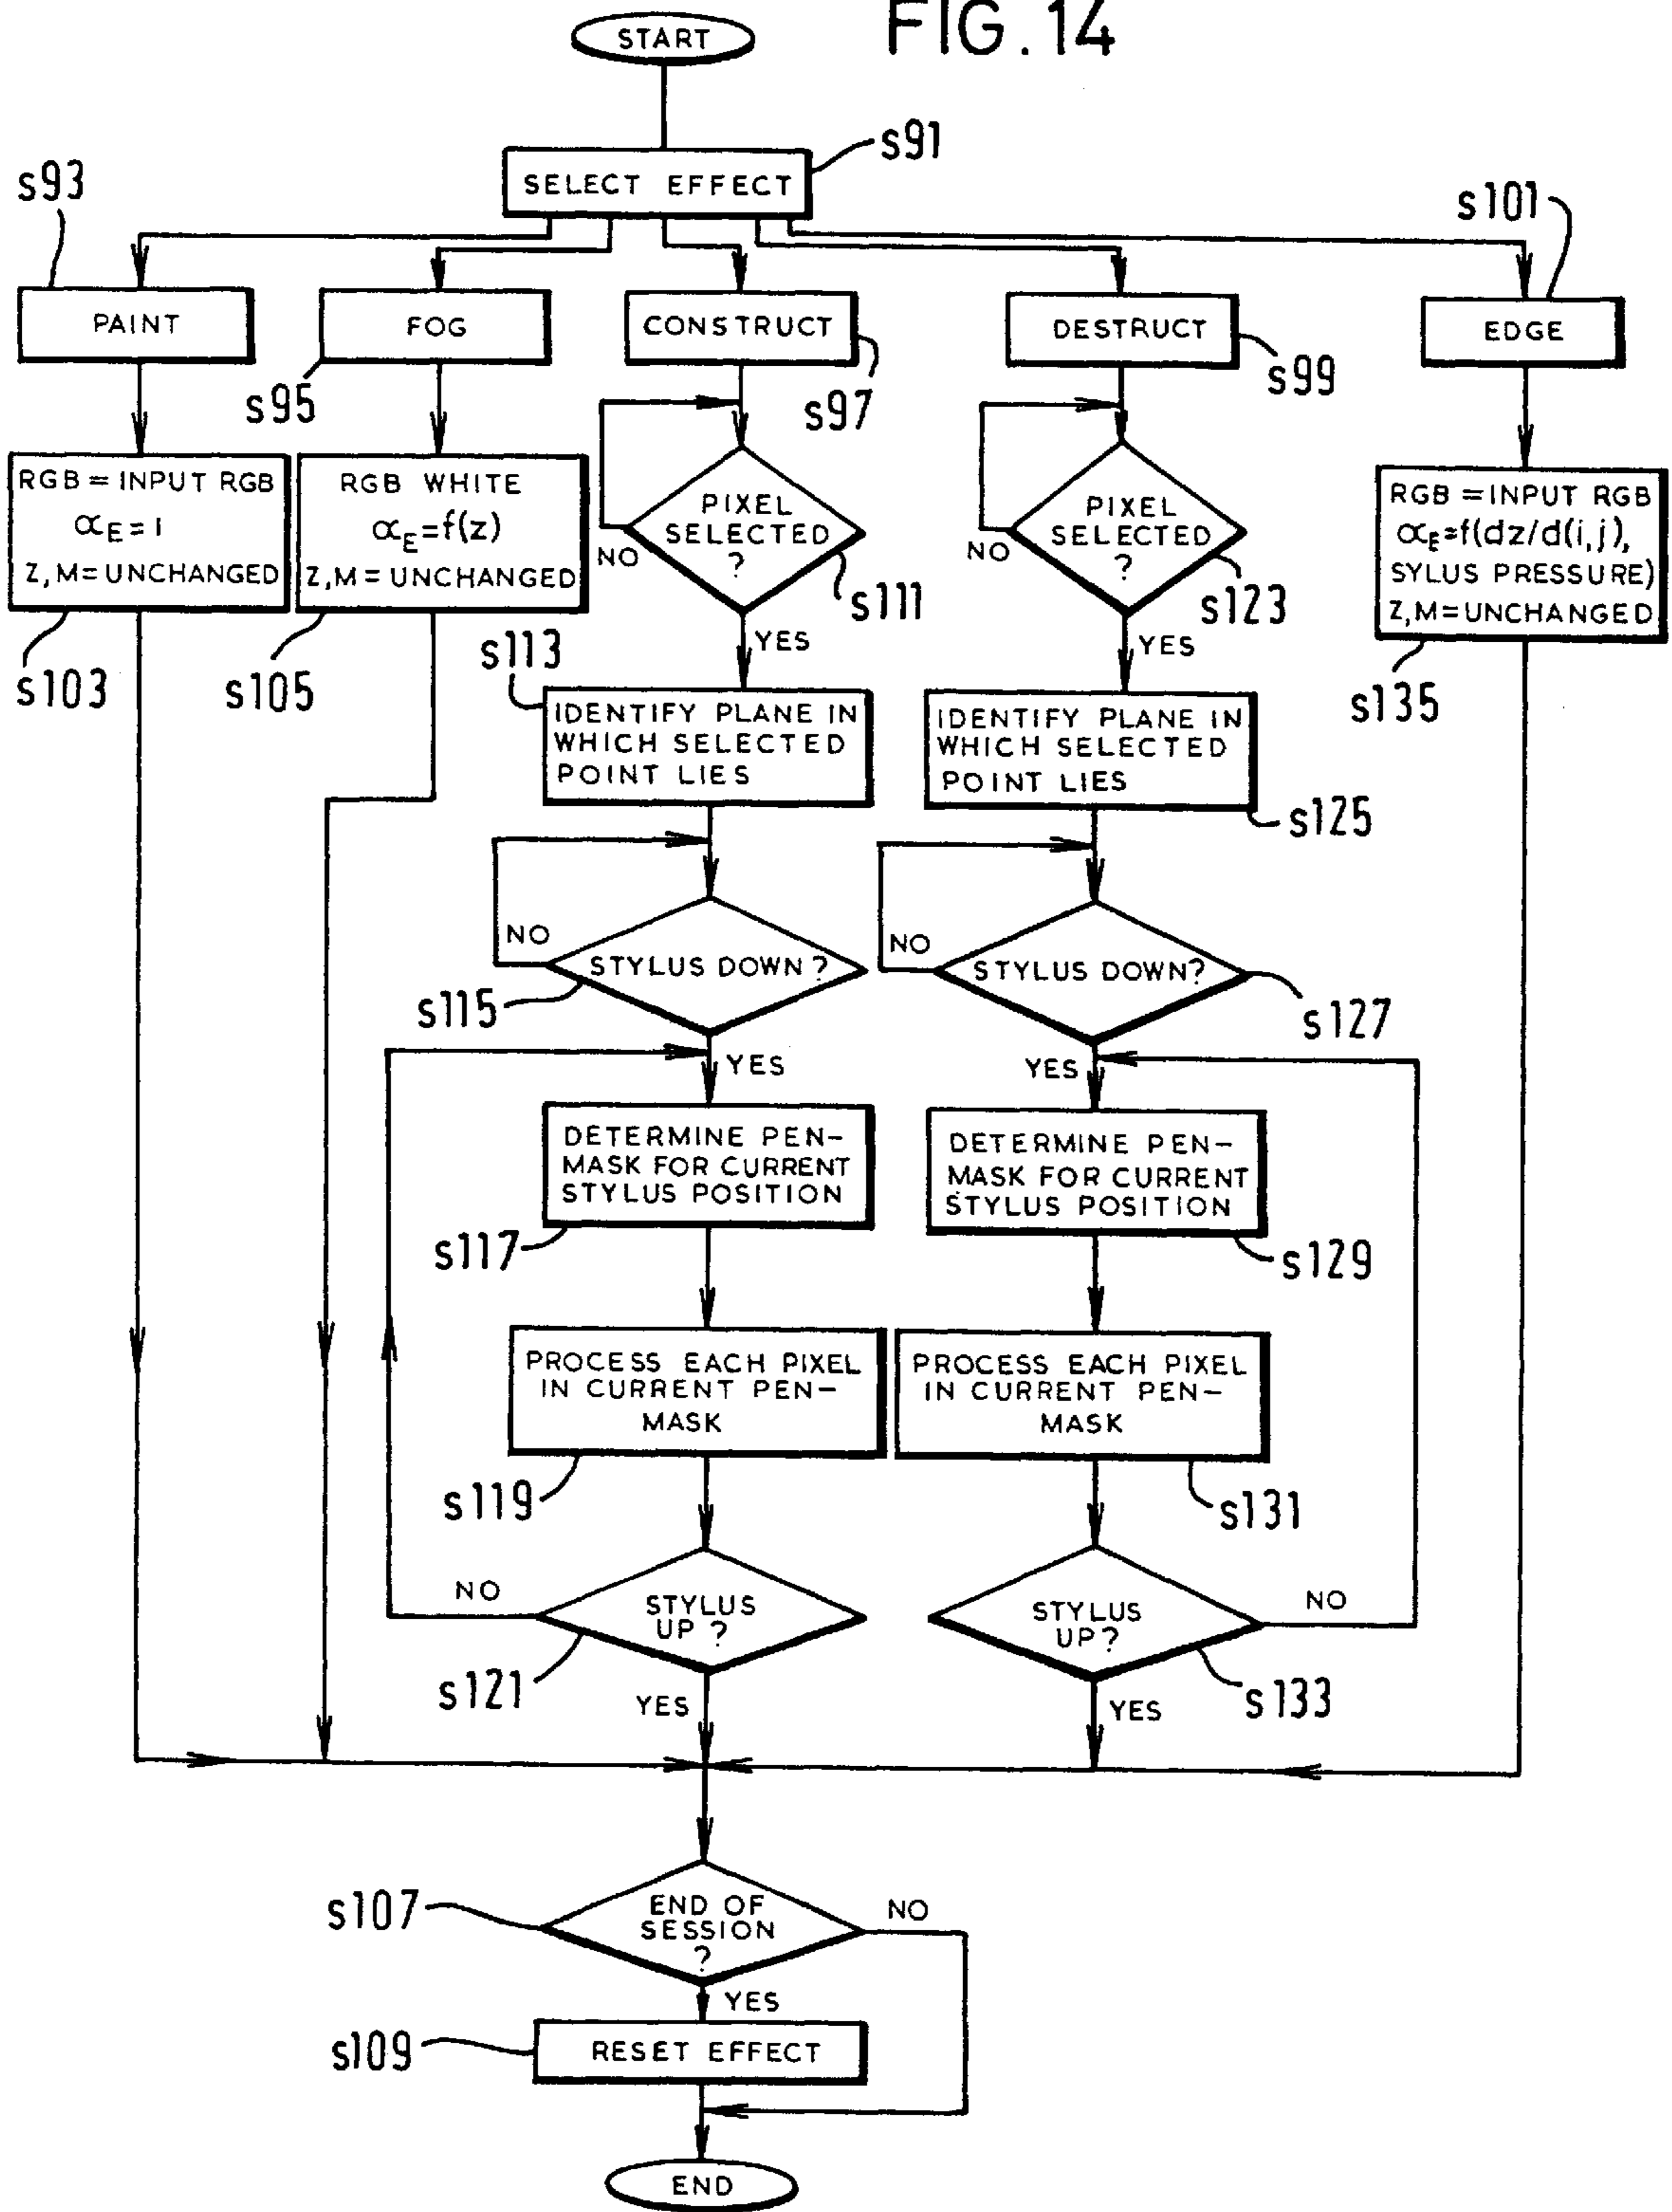 FIG. 14
START
s91
SELECT EFFECT
s93
s101
PAINT
FOG
CONSTRUCT
DESTRUCT
EDGE
s95
s97
s99
RGB = INPUT RGB
∝E = 1
Z, M = UNCHANGED
RGB WHITE
∝E = f(z)
Z, M = UNCHANGED
PIXEL
SELECTED
?
NO
PIXEL
SELECTED
?
NO
RGB = INPUT RGB
∝E = f(dz/d(i,j),
SYLUS PRESSURE)
Z, M = UNCHANGED
s103
s105
s111
YES
s123
YES
s135
s113
IDENTIFY PLANE IN
WHICH SELECTED
POINT LIES
IDENTIFY PLANE IN
WHICH SELECTED
POINT LIES
s125
NO
STYLUS DOWN ?
s115
NO
STYLUS DOWN?
s127
YES
YES
DETERMINE PEN-
MASK FOR CURRENT
STYLUS POSITION
s117
DETERMINE PEN-
MASK FOR CURRENT
STYLUS POSITION
s129
PROCESS EACH PIXEL
IN CURRENT PEN-
MASK
s119
PROCESS EACH PIXEL
IN CURRENT PEN-
MASK
s131
NO
STYLUS
UP ?
s121
YES
STYLUS
UP?
NO
s133
YES
s107
END OF
SESSION
?
NO
YES
s109
RESET EFFECT
END